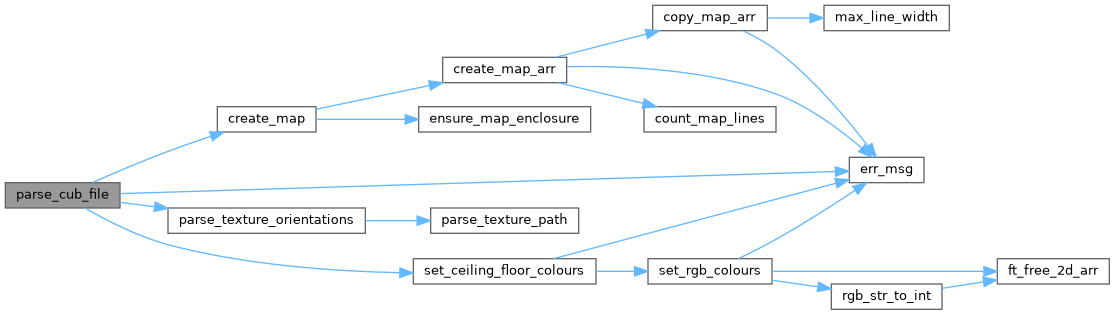 copy_map_arr
max_line_width
create_map_arr
create_map
ensure_map_enclosure
count_map_lines
err_msg
parse_cub_file
parse_texture_orientations
parse_texture_path
set_ceiling_floor_colours
set_rgb_colours
ft_free_2d_arr
rgb_str_to_int